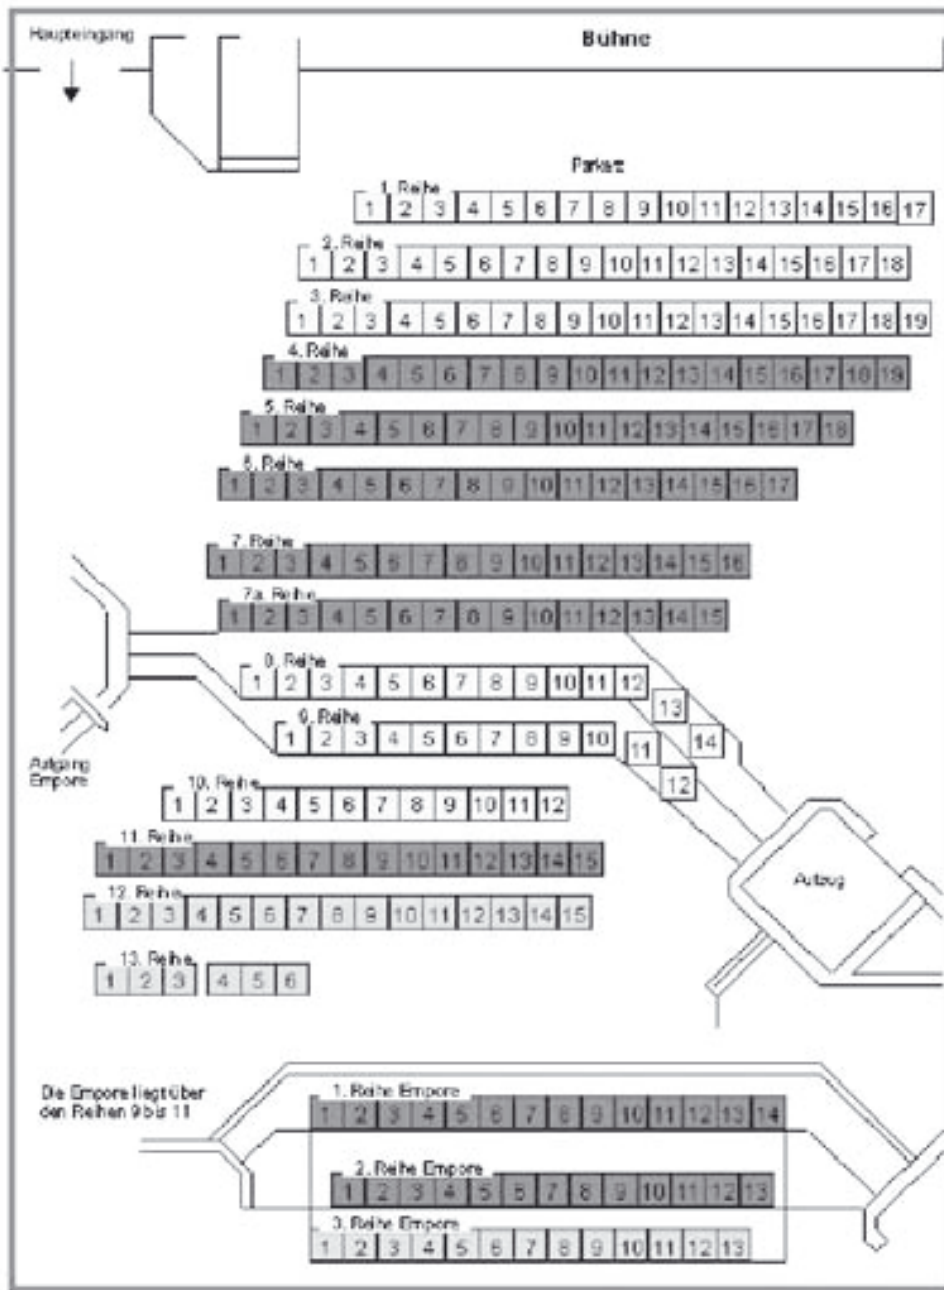 Haupteingang
Bühne
Parkett
1. Reihe
1 2 3 4 5 6 7 8 9 10 11 12 13 14 15 16 17
2. Reihe
1 2 3 4 5 6 7 8 9 10 11 12 13 14 15 16 17 18
3. Reihe
1 2 3 4 5 6 7 8 9 10 11 12 13 14 15 16 17 18 19
4. Reihe
1 2 3 4 5 6 7 8 9 10 11 12 13 14 15 16 17 18 19
5. Reihe
1 2 3 4 5 6 7 8 9 10 11 12 13 14 15 16 17 18
6. Reihe
1 2 3 4 5 6 7 8 9 10 11 12 13 14 15 16 17
7. Reihe
1 2 3 4 5 6 7 8 9 10 11 12 13 14 15 16
7a. Reihe
1 2 3 4 5 6 7 8 9 10 11 12 13 14 15
8. Reihe
1 2 3 4 5 6 7 8 9 10 11 12
13
14
9. Reihe
1 2 3 4 5 6 7 8 9 10
11
12
Aufgang
Empore
10. Reihe
1 2 3 4 5 6 7 8 9 10 11 12
11. Reihe
1 2 3 4 5 6 7 8 9 10 11 12 13 14 15
Aufzug
12. Reihe
1 2 3 4 5 6 7 8 9 10 11 12 13 14 15
13. Reihe
1 2 3 4 5 6
Die Empore liegt über
den Reihen 9 bis 11
1. Reihe Empore
1 2 3 4 5 6 7 8 9 10 11 12 13 14
2. Reihe Empore
1 2 3 4 5 6 7 8 9 10 11 12 13
3. Reihe Empore
1 2 3 4 5 6 7 8 9 10 11 12 13